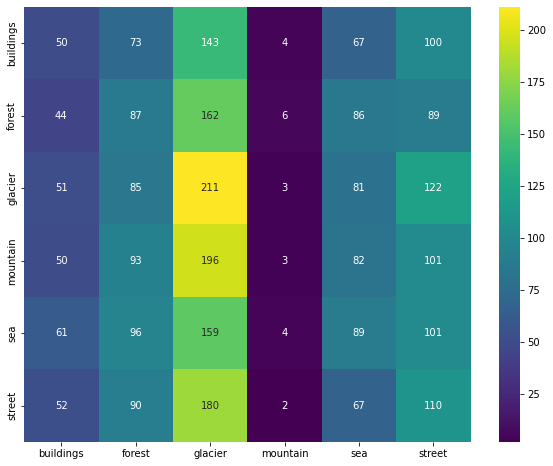 buildings 50 73 143 4 67 100
forest 44 87 162 6 86 89
glacier 51 85 211 3 81 122
mountain 50 93 196 3 82 101
sea 61 96 159 4 89 101
street 52 90 180 2 67 110
buildings forest glacier mountain sea street
200
175
150
125
100
75
50
25